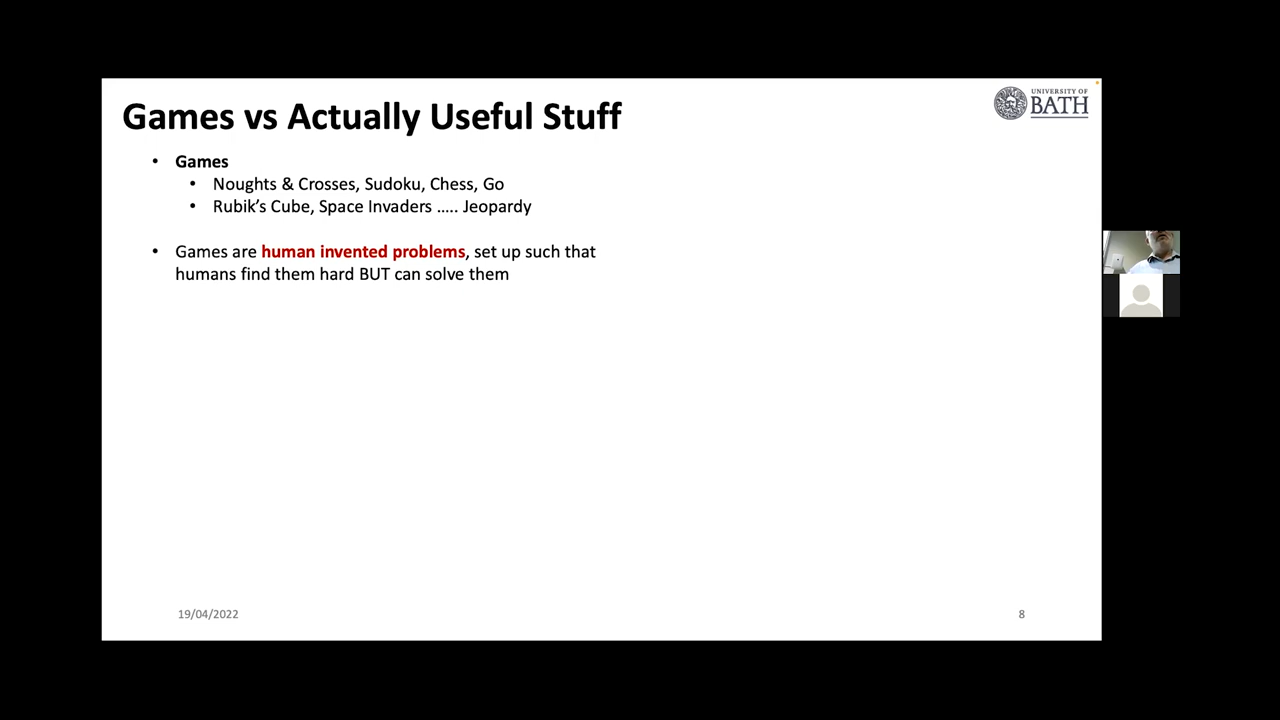 Games vs Actually Useful Stuff
UNIVERSITY OF
BATH
• Games
• Noughts & Crosses, Sudoku, Chess, Go
• Rubik’s Cube, Space Invaders ..... Jeopardy
• Games are human invented problems, set up such that
humans find them hard BUT can solve them
19/04/2022
8